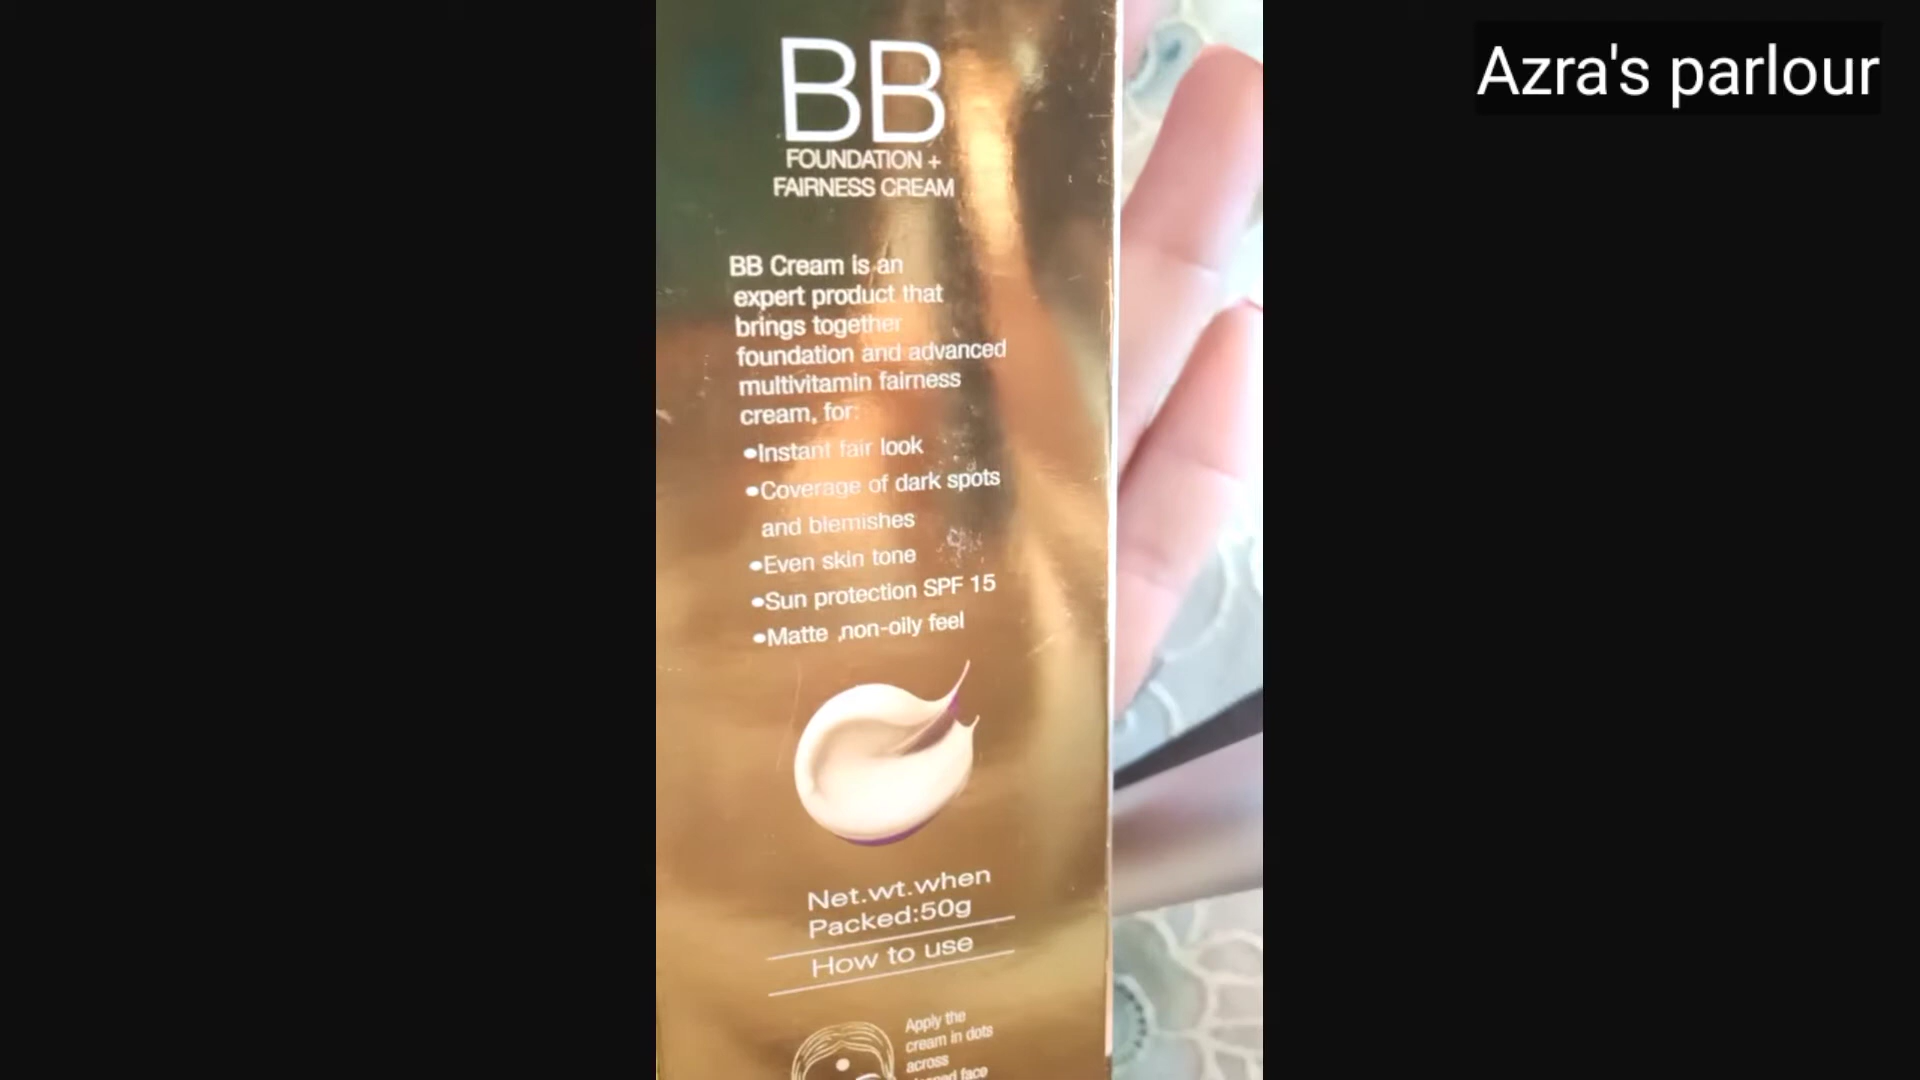 Azra's parlour
BB
FOUNDATION +
FAIRNESS CREAM
BB Cream is an
expert product that
brings together
foundation and advanced
multivitamin fairness
cream, for:
•Instant fair look
•Coverage of dark spots
and blemishes
•Even skin tone
•Sun protection SPF 15
•Matte ,non-oily feel
Net.wt.when
Packed:50g
How to use
Apply the
cream in dots
across
face